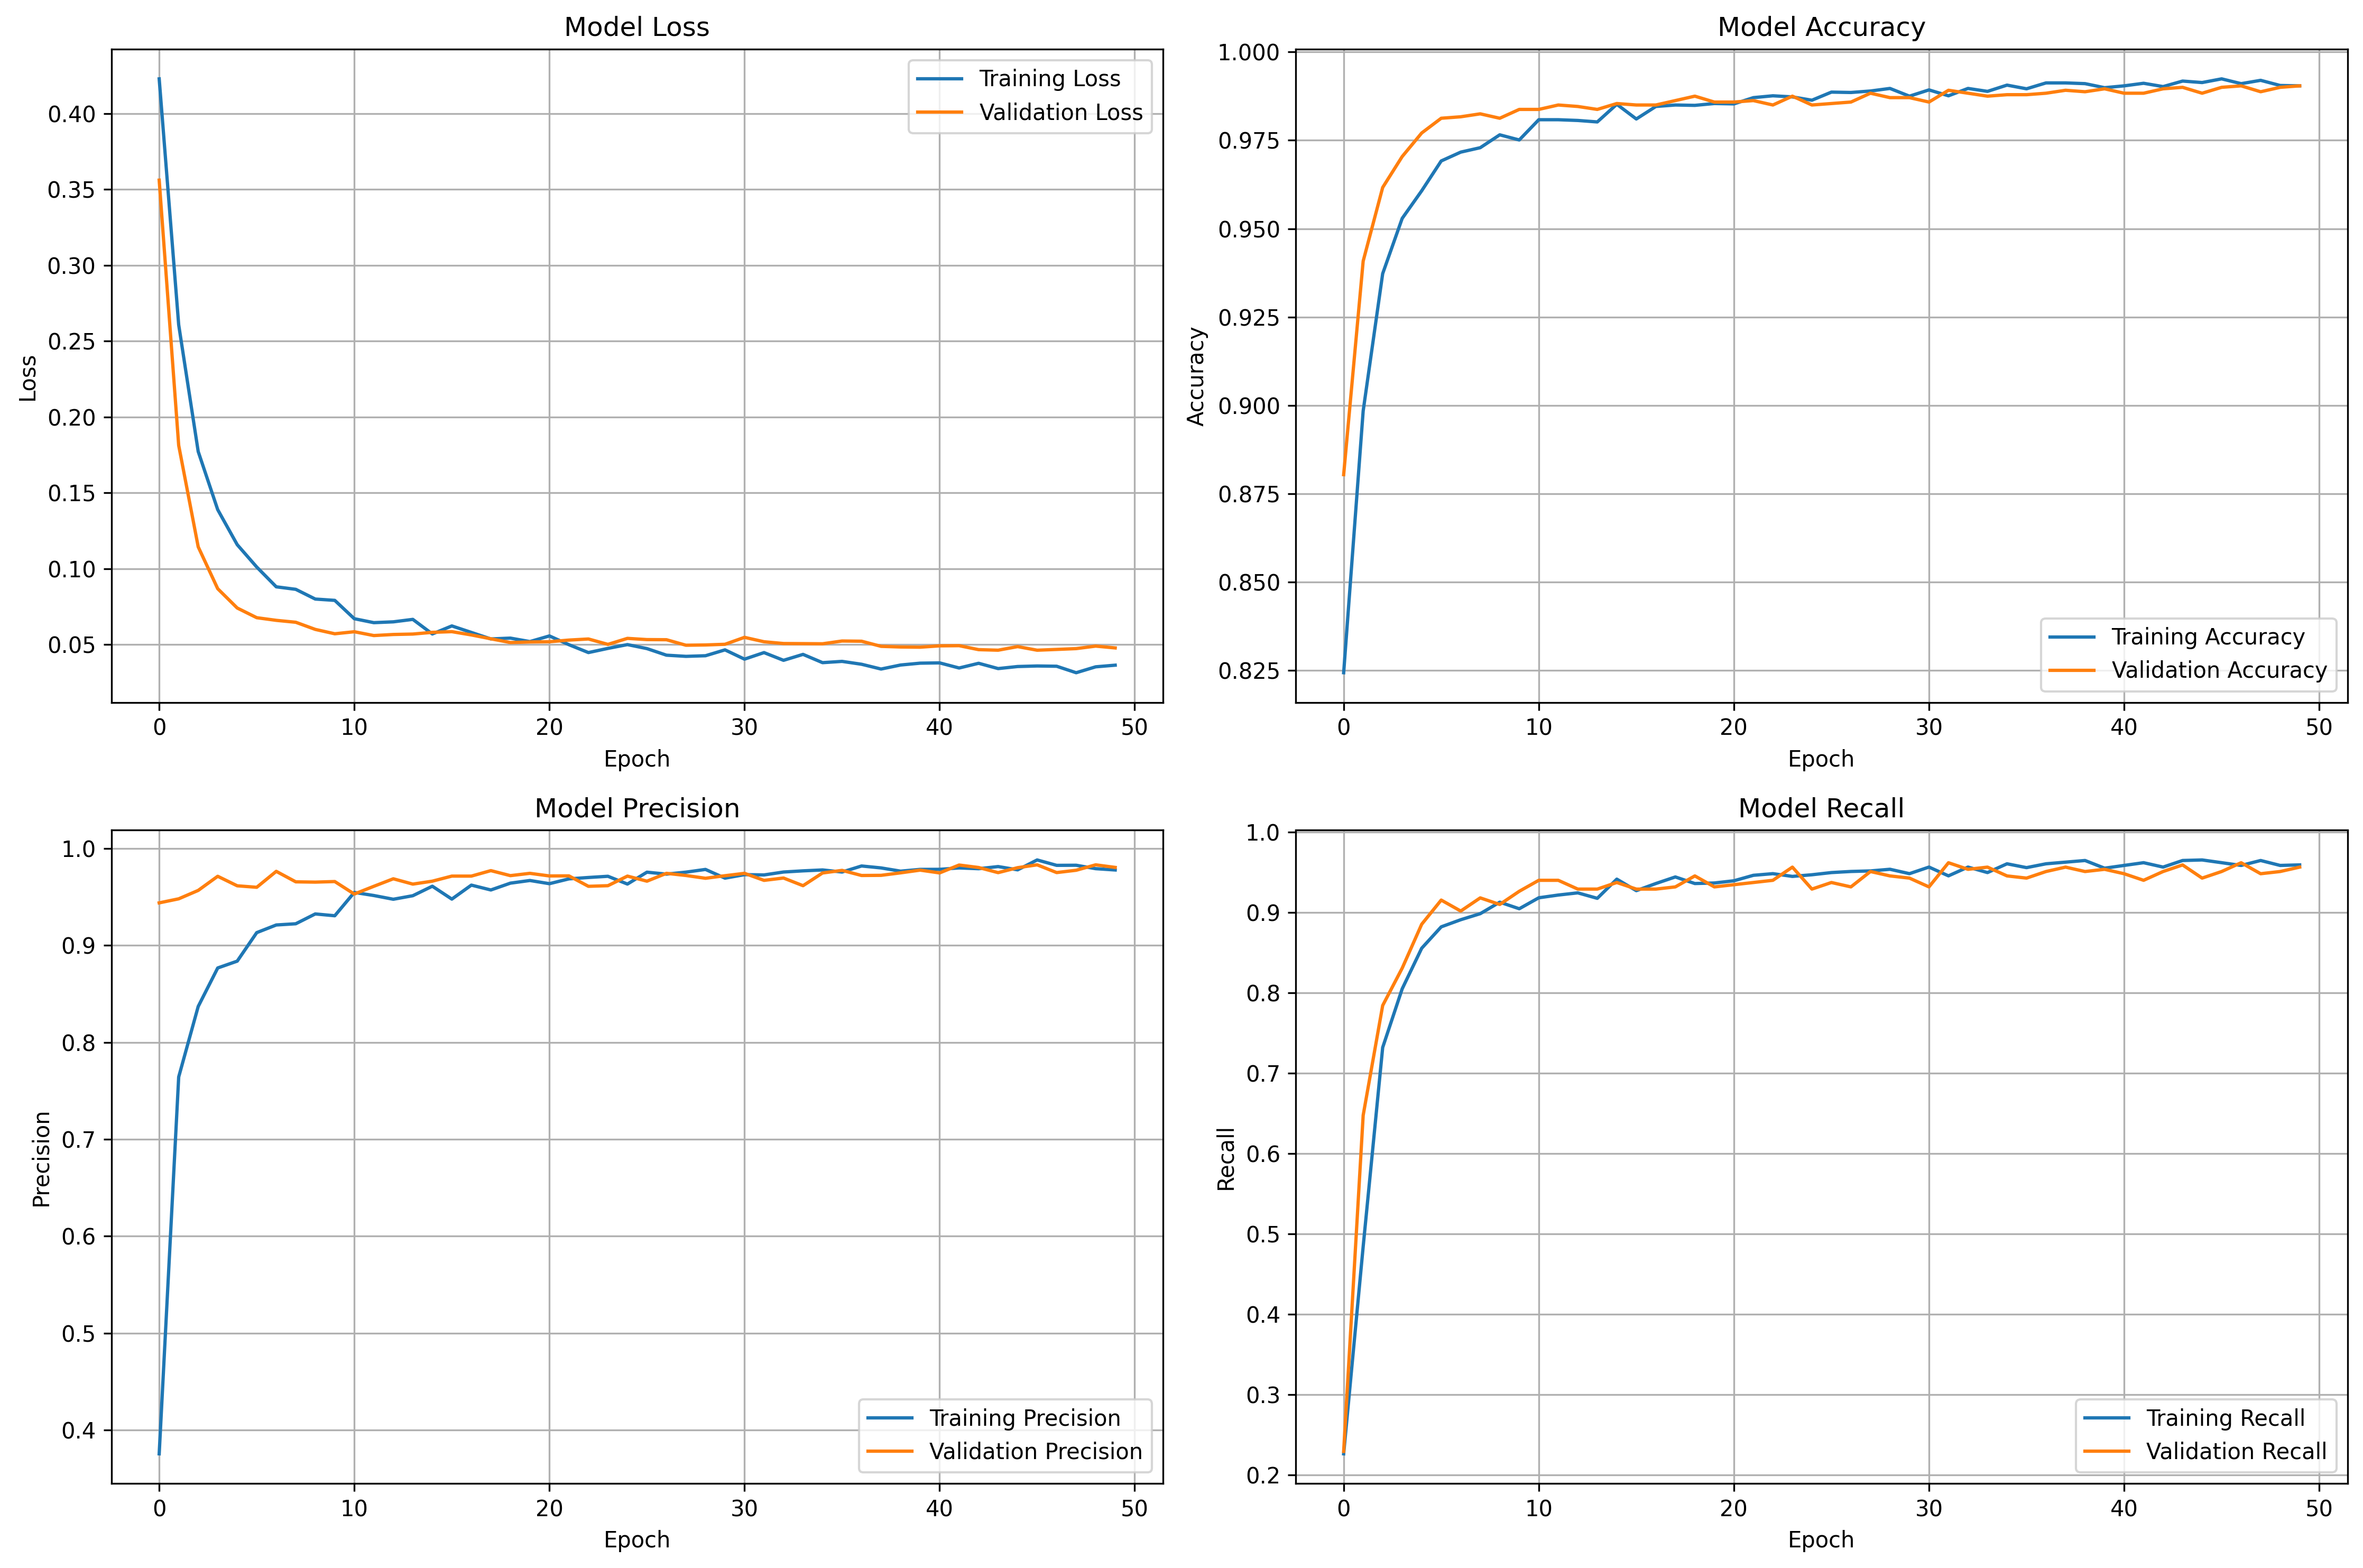 Model Loss
0.40
0.35
0.30
0.25
0.20
0.15
0.10
0.05
Loss
0 10 20 30 40 50
Epoch
Training Loss
Validation Loss
Model Accuracy
1.000
0.975
0.950
0.925
0.900
0.875
0.850
0.825
Accuracy
0 10 20 30 40 50
Epoch
Training Accuracy
Validation Accuracy
Model Precision
1.0
0.9
0.8
0.7
0.6
0.5
0.4
Precision
0 10 20 30 40 50
Epoch
Training Precision
Validation Precision
Model Recall
1.0
0.9
0.8
0.7
0.6
0.5
0.4
0.3
0.2
Recall
0 10 20 30 40 50
Epoch
Training Recall
Validation Recall